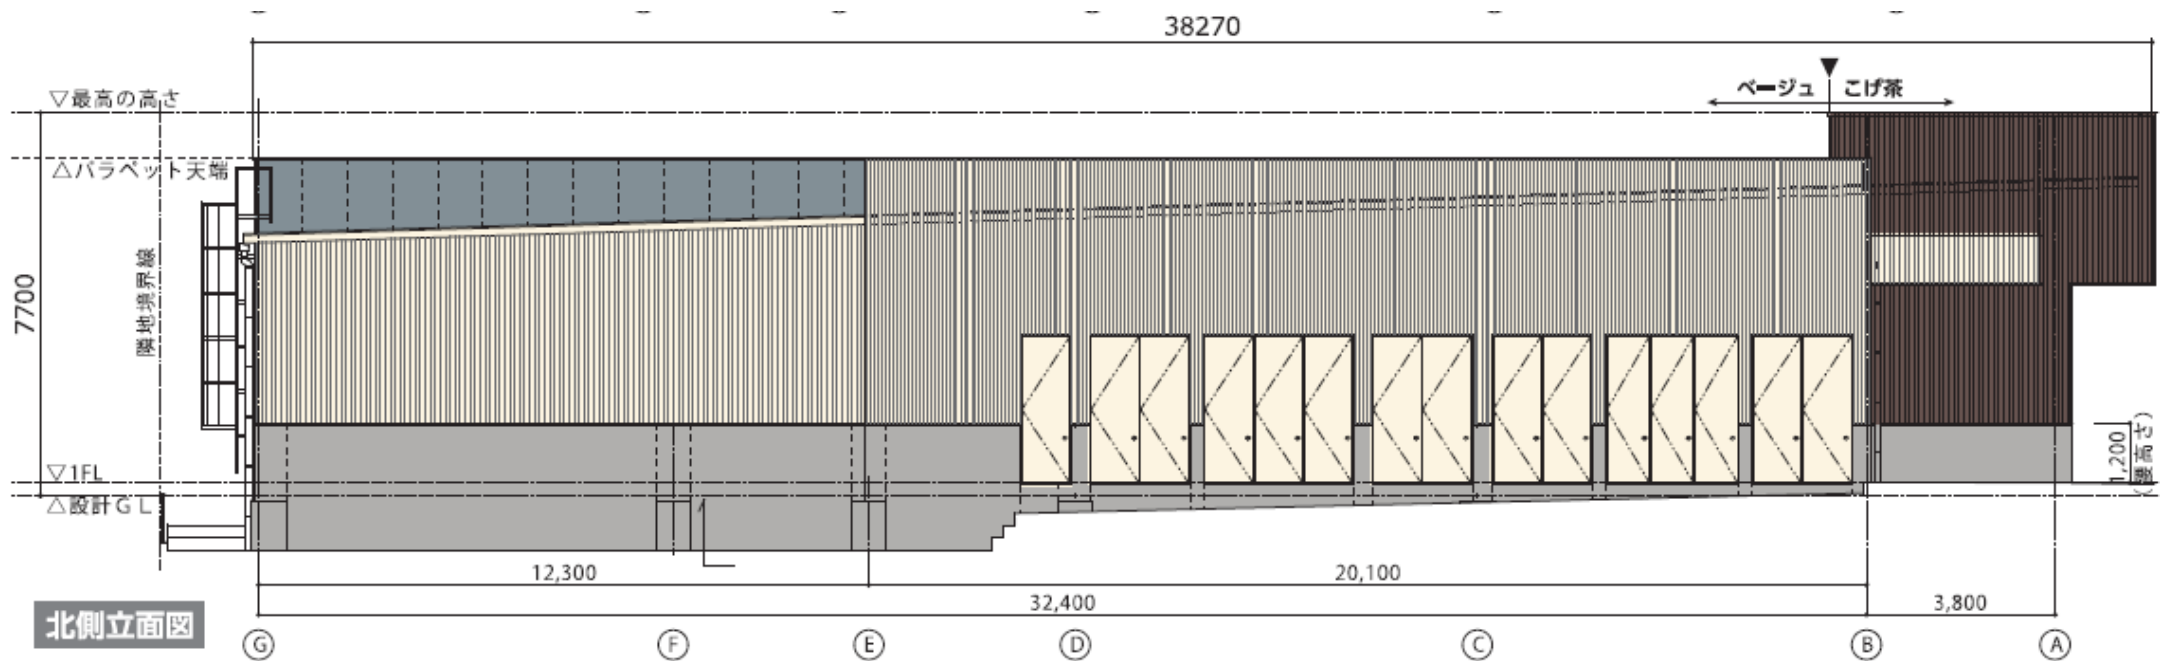 38270
ベージュ
こげ茶
▽最高の高さ
△パラペット天端
隣地境界線
7700
▽1FL
△設計ＧＬ
1,200
(腰高さ)
12,300
20,100
32,400
3,800
北側立面図
G
F
E
D
C
B
A